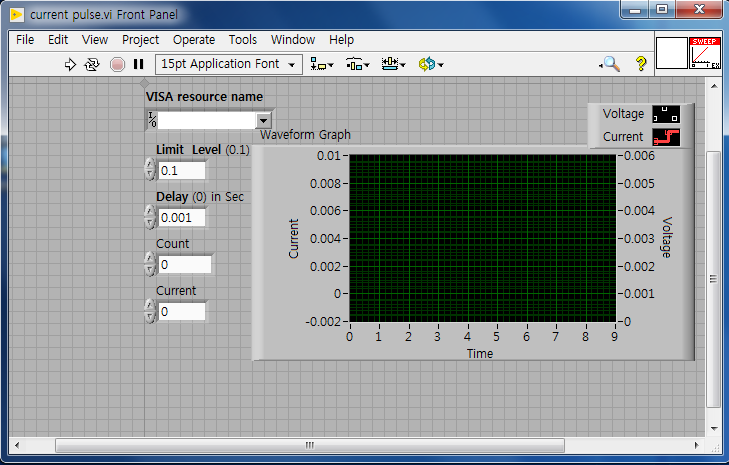 current pulse.vi Front Panel
File Edit View Project Operate Tools Window Help
15pt Application Font
SWEEP
EX
VISA resource name
I/O
Limit Level (0.1)
0.1
Delay (0) in Sec
0.001
Count
0
Current
0
Waveform Graph
Voltage
Current
0.01
0.008
0.006
0.004
0.002
0
-0.002
Current
0.006
0.005
0.004
0.003
0.002
0.001
0
Voltage
0 1 2 3 4 5 6 7 8 9
Time